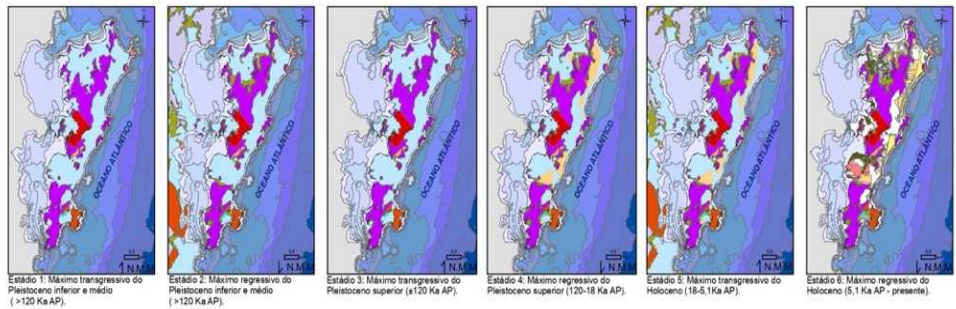 OCEANO ATLÂNTICO
N.M.M
Estádio 1: Máximo transgressivo do
Pleistoceno inferior e médio
( >120 Ka AP).
OCEANO ATLÂNTICO
N.M.M
Estádio 2: Máximo regressivo do
Pleistoceno inferior e médio
(>120 Ka AP).
OCEANO ATLÂNTICO
N.M.M
Estádio 3: Máximo transgressivo do
Pleistoceno superior (±120 Ka AP).
OCEANO ATLÂNTICO
N.M.M
Estádio 4: Máximo regressivo do
Pleistoceno superior (120-18 Ka AP).
OCEANO ATLÂNTICO
N.M.M
Estádio 5: Máximo transgressivo do
Holoceno (18-5,1Ka AP).
OCEANO ATLÂNTICO
N.M.M
Estádio 6: Máximo regressivo do
Holoceno (5,1 Ka AP - presente).